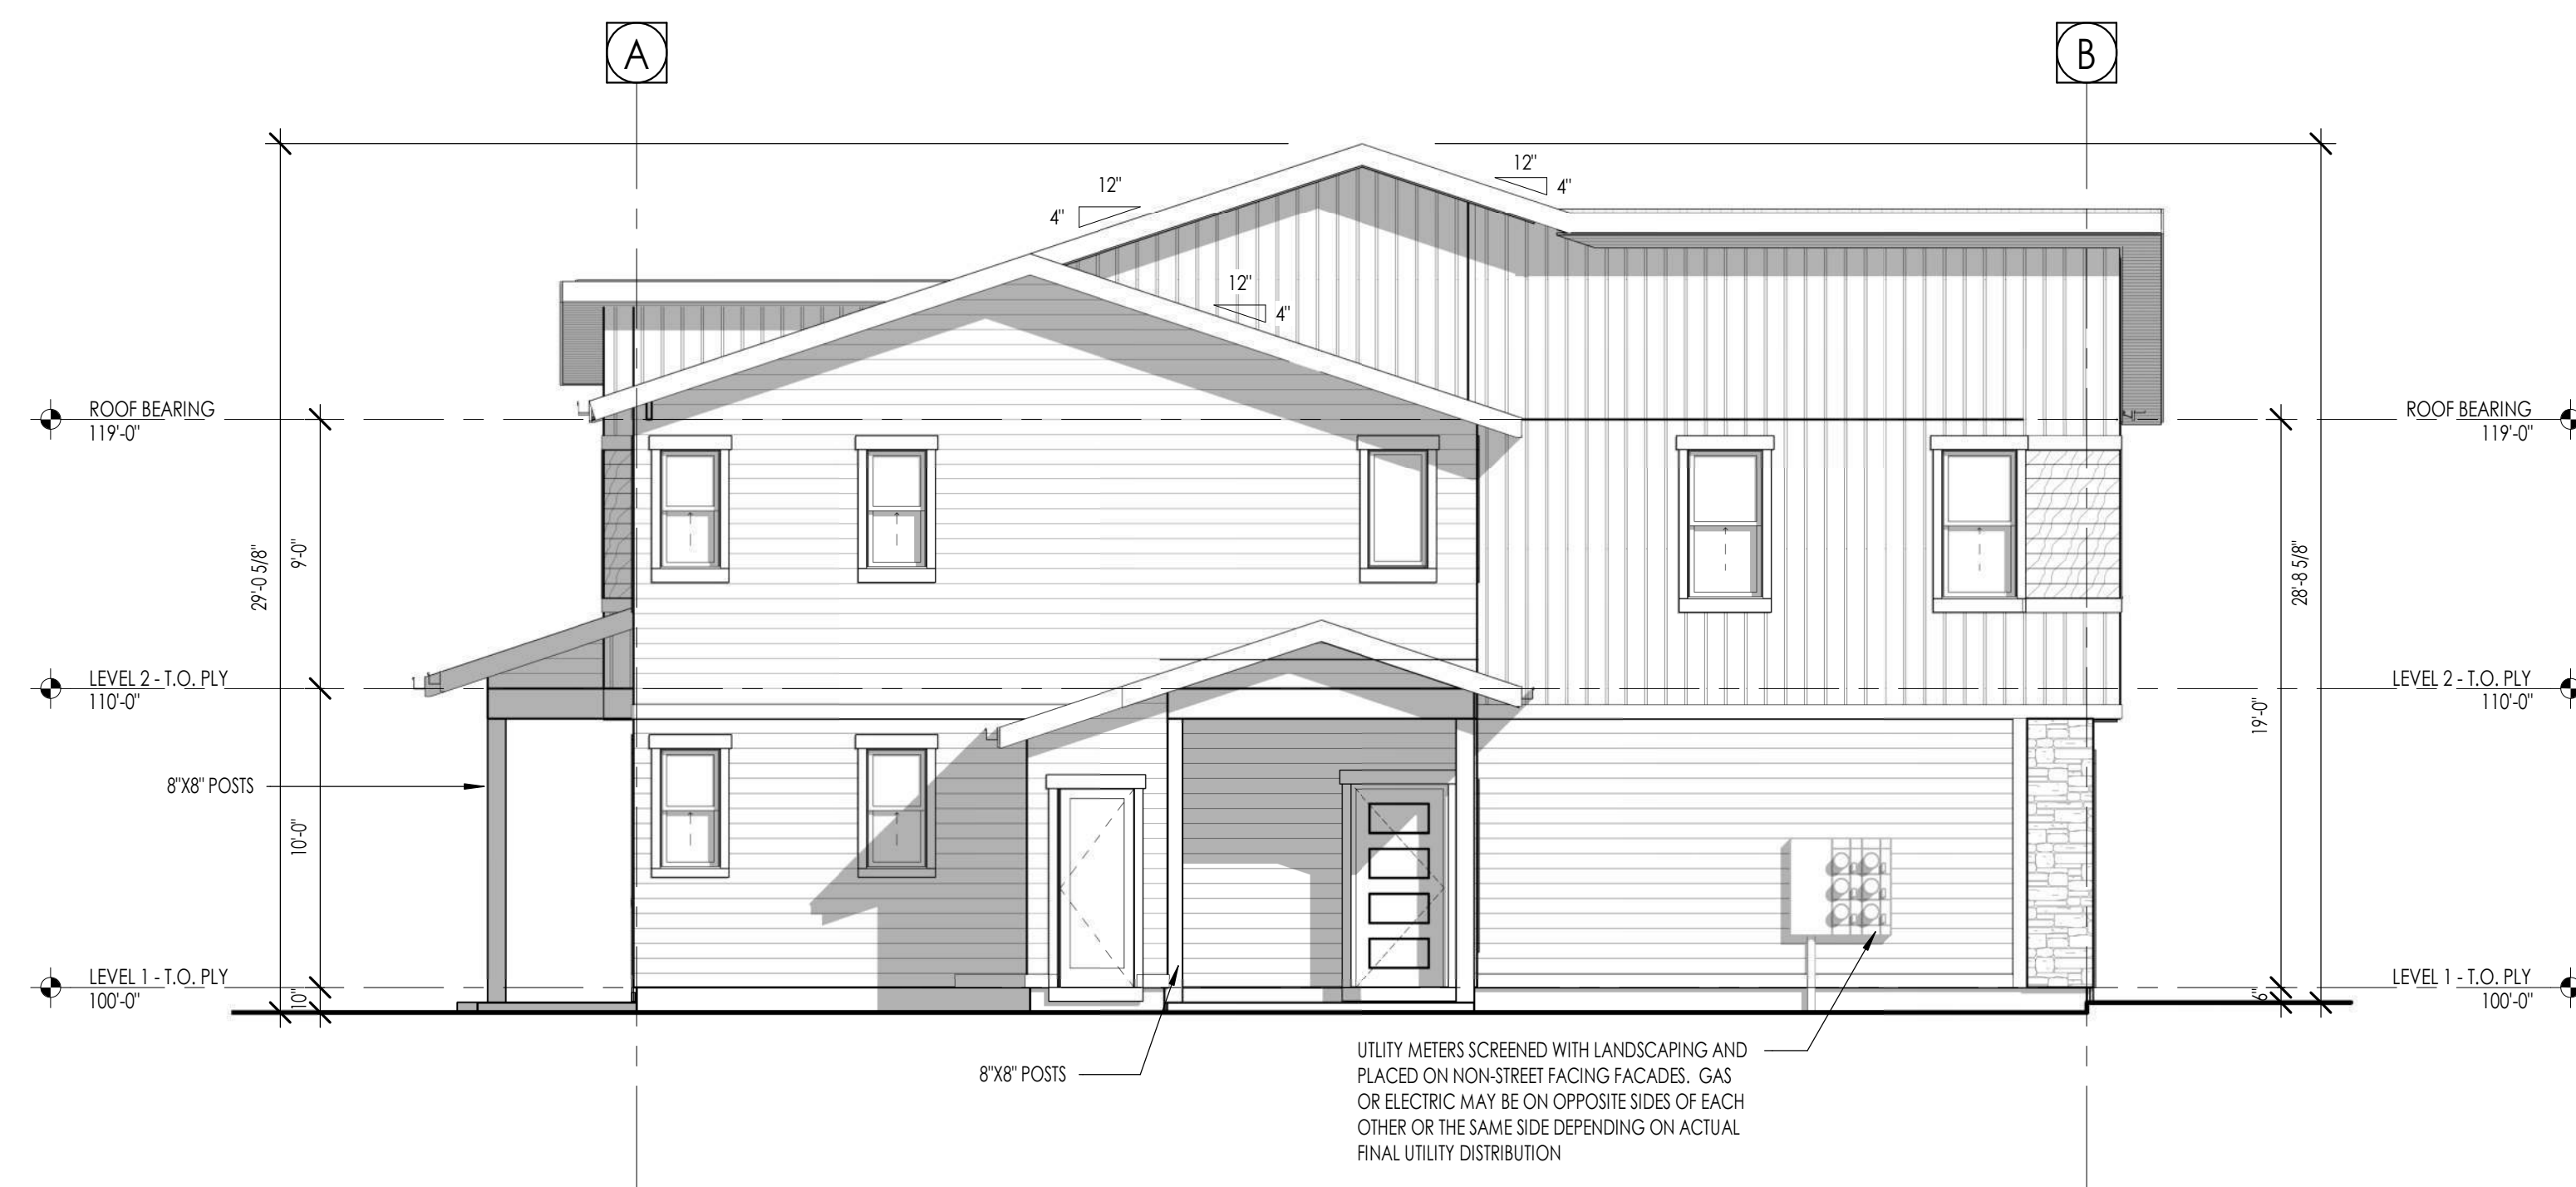 A
B
12"
4"
12"
4"
12"
4"
ROOF BEARING
119'-0"
ROOF BEARING
119'-0"
29'-0 5/8"
9'-0"
28'-8 5/8"
LEVEL 2 - T.O. PLY
110'-0"
LEVEL 2 - T.O. PLY
110'-0"
19'-0"
8"X8" POSTS
10'-0"
LEVEL 1 - T.O. PLY
100'-0"
10"
6"
LEVEL 1 - T.O. PLY
100'-0"
8"X8" POSTS
UTLITY METERS SCREENED WITH LANDSCAPING AND
PLACED ON NON-STREET FACING FACADES.  GAS
OR ELECTRIC MAY BE ON OPPOSITE SIDES OF EACH
OTHER OR THE SAME SIDE DEPENDING ON ACTUAL
FINAL UTILITY DISTRIBUTION